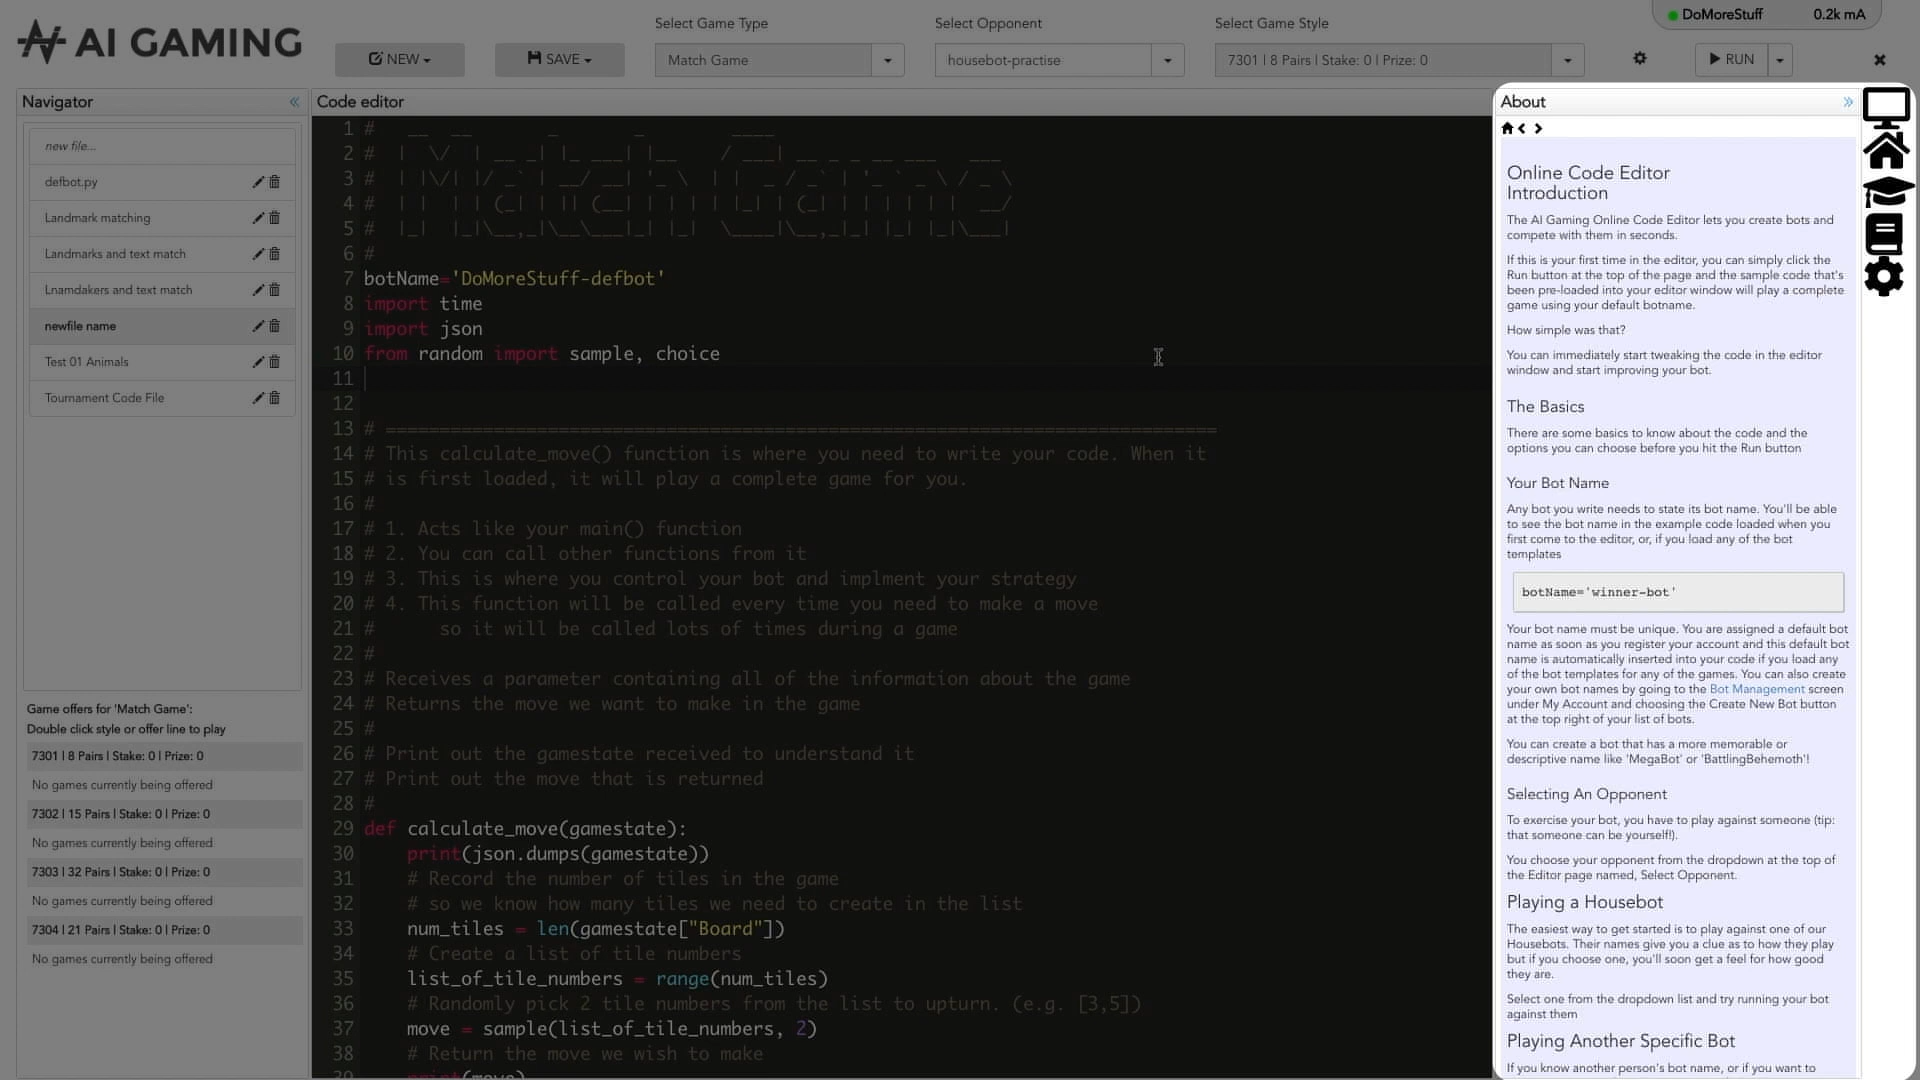 AI GAMING
Select Game Type
Select Opponent
Select Game Style
DoMoreStuff 0.2k mA
NEW
SAVE
Match Game
housebot-practise
7301 | 8 Pairs | Stake: 0 | Prize: 0
RUN
Navigator
new file...
defbot.py
Landmark matching
Landmarks and text match
Lnamdakers and text match
newfile name
Test 01 Animals
Tournament Code File
Game offers for 'Match Game':
Double click style or offer line to play
7301 | 8 Pairs | Stake: 0 | Prize: 0
No games currently being offered
7302 | 15 Pairs | Stake: 0 | Prize: 0
No games currently being offered
7303 | 32 Pairs | Stake: 0 | Prize: 0
No games currently being offered
7304 | 21 Pairs | Stake: 0 | Prize: 0
No games currently being offered
Code editor
1 #   __  __       _       _        ____
2 #  |  \/  | __ _| |_ ___| |__    / ___| __ _ _ __ ___   ___
3 #  | |\/| |/ _` | __/ __| '_ \  | |  _ / _` | '_ ` _ \ / _ \
4 #  | |  | | (_| | || (__| | | | | |_| | (_| | | | | | |  __/
5 #  |_|  |_|\__,_|\__\___|_| |_|  \____|\__,_|_| |_| |_|\___|
6 #
7 botName='DoMoreStuff-defbot'
8 import time
9 import json
10 from random import sample, choice
11
12
13 # =============================================================================
14 # This calculate_move() function is where you need to write your code. When it
15 # is first loaded, it will play a complete game for you.
16 #
17 # 1. Acts like your main() function
18 # 2. You can call other functions from it
19 # 3. This is where you control your bot and implment your strategy
20 # 4. This function will be called every time you need to make a move
21 #      so it will be called lots of times during a game
22 #
23 # Receives a parameter containing all of the information about the game
24 # Returns the move we want to make in the game
25 #
26 # Print out the gamestate received to understand it
27 # Print out the move that is returned
28 #
29 def calculate_move(gamestate):
30     print(json.dumps(gamestate))
31     # Record the number of tiles in the game
32     # so we know how many tiles we need to create in the list
33     num_tiles = len(gamestate["Board"])
34     # Create a list of tile numbers
35     list_of_tile_numbers = range(num_tiles)
36     # Randomly pick 2 tile numbers from the list to upturn. (e.g. [3,5])
37     move = sample(list_of_tile_numbers, 2)
38     # Return the move we wish to make
39     print(move)
About
Online Code Editor
Introduction
The AI Gaming Online Code Editor lets you create bots and
compete with them in seconds.
If this is your first time in the editor, you can simply click the
Run button at the top of the page and the sample code that's
been pre-loaded into your editor window will play a complete
game using your default botname.
How simple was that?
You can immediately start tweaking the code in the editor
window and start improving your bot.
The Basics
There are some basics to know about the code and the
options you can choose before you hit the Run button
Your Bot Name
Any bot you write needs to state its bot name. You'll be able
to see the bot name in the example code loaded when you
first come to the editor, or, if you load any of the bot
templates
botName='winner-bot'
Your bot name must be unique. You are assigned a default bot
name as soon as you register your account and this default bot
name is automatically inserted into your code if you load any
of the bot templates for any of the games. You can also create
your own bot names by going to the Bot Management screen
under My Account and choosing the Create New Bot button
at the top right of your list of bots.
You can create a bot that has a more memorable or
descriptive name like 'MegaBot' or 'BattlingBehemoth'!
Selecting An Opponent
To exercise your bot, you have to play against someone (tip:
that someone can be yourself!).
You choose your opponent from the dropdown at the top of
the Editor page named, Select Opponent.
Playing a Housebot
The easiest way to get started is to play against one of our
Housebots. Their names give you a clue as to how they play
but if you choose one, you'll soon get a feel for how good
they are.
Select one from the dropdown list and try running your bot
against them
Playing Another Specific Bot
If you know another person's bot name, or if you want to